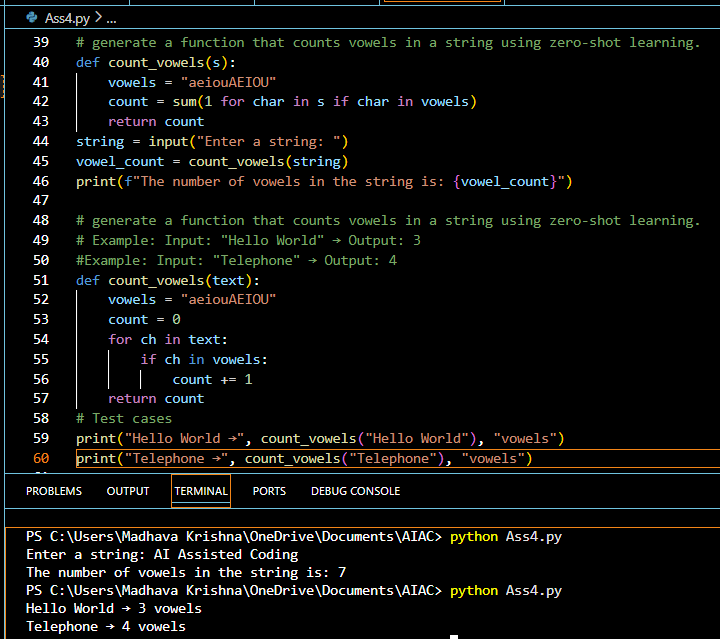 Ass4.py > ...
39 # generate a function that counts vowels in a string using zero-shot learning.
40 def count_vowels(s):
41     vowels = "aeiouAEIOU"
42     count = sum(1 for char in s if char in vowels)
43     return count
44 string = input("Enter a string: ")
45 vowel_count = count_vowels(string)
46 print(f"The number of vowels in the string is: {vowel_count}")
47
48 # generate a function that counts vowels in a string using zero-shot learning.
49 # Example: Input: "Hello World" → Output: 3
50 #Example: Input: "Telephone" → Output: 4
51 def count_vowels(text):
52     vowels = "aeiouAEIOU"
53     count = 0
54     for ch in text:
55         if ch in vowels:
56             count += 1
57     return count
58 # Test cases
59 print("Hello World →", count_vowels("Hello World"), "vowels")
60 print("Telephone →", count_vowels("Telephone"), "vowels")
PROBLEMS OUTPUT TERMINAL PORTS DEBUG CONSOLE
PS C:\Users\Madhava Krishna\OneDrive\Documents\AIAC> python Ass4.py
Enter a string: AI Assisted Coding
The number of vowels in the string is: 7
PS C:\Users\Madhava Krishna\OneDrive\Documents\AIAC> python Ass4.py
Hello World → 3 vowels
Telephone → 4 vowels